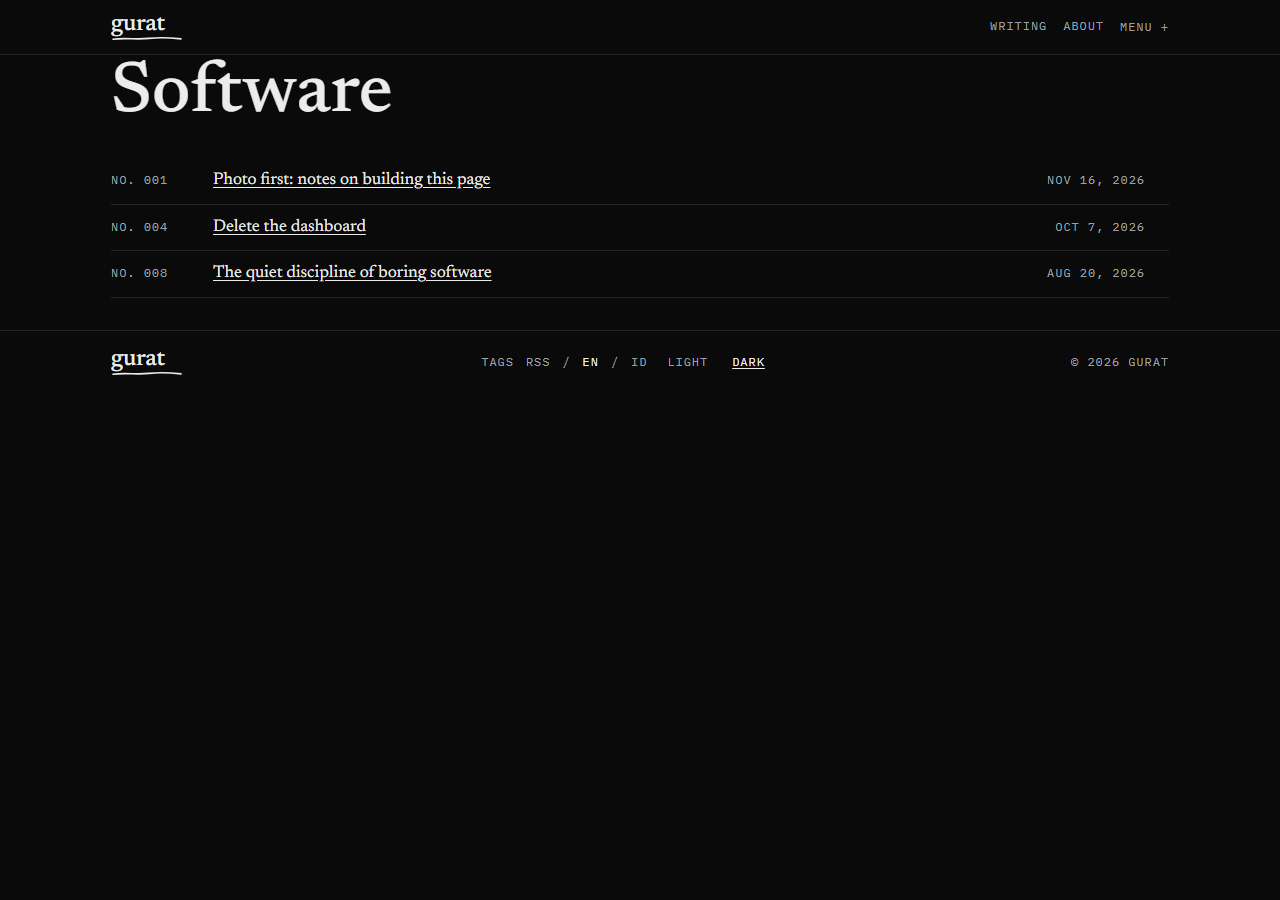 gurat WRITING ABOUT MENU +
Software
NO. 001 Photo first: notes on building this page NOV 16, 2026
NO. 004 Delete the dashboard OCT 7, 2026
NO. 008 The quiet discipline of boring software AUG 20, 2026
gurat TAGS RSS / EN / ID LIGHT DARK © 2026 GURAT